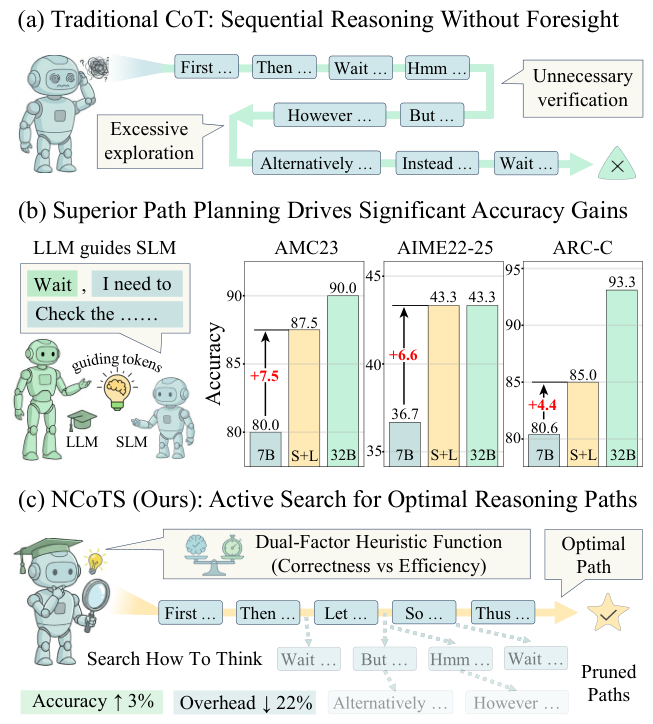 (a) Traditional CoT: Sequential Reasoning Without Foresight
First … Then … Wait … Hmm …
Unnecessary
verification
However … But …
Excessive
exploration
Alternatively … Instead … Wait …
(b) Superior Path Planning Drives Significant Accuracy Gains
LLM guides SLM
Wait , I need to
Check the ……
guiding tokens
LLM SLM
Accuracy
AMC23
90
85
80
80.0
+7.5
87.5
90.0
7B S+L 32B
AIME22-25
45
40
35
36.7
+6.6
43.3
43.3
7B S+L 32B
ARC-C
95
90
85
80
80.6
+4.4
85.0
93.3
7B S+L 32B
(c) NCoTS (Ours): Active Search for Optimal Reasoning Paths
Dual-Factor Heuristic Function
(Correctness vs Efficiency)
Optimal
Path
First … Then … Let … So … Thus …
Search How To Think
Wait … But … Hmm … Wait …
Pruned
Paths
Accuracy ↑ 3% Overhead ↓ 22%
Alternatively … However …